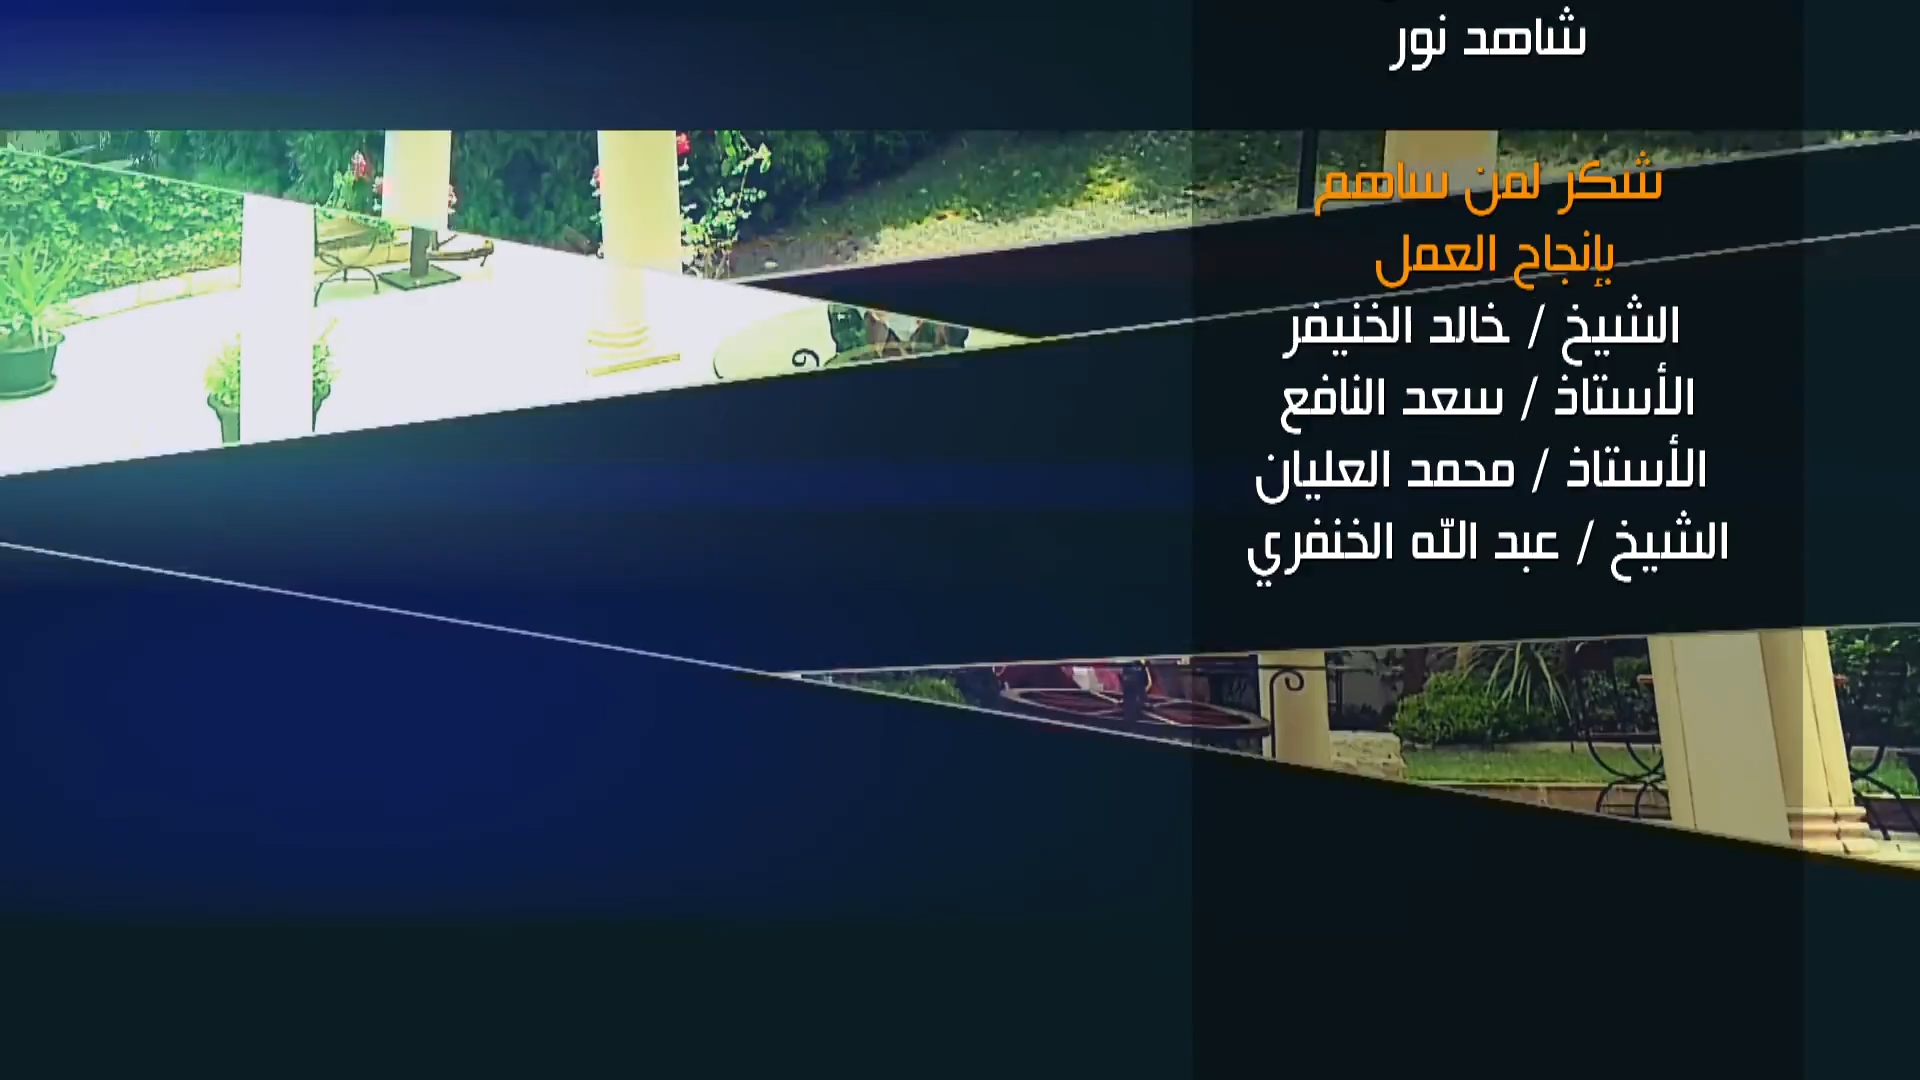 شاهد نور
شكر لمن ساهم
بإنجاح العمل
الشيخ / خالد الخنيفر
الأستاذ / سعد النافع
الأستاذ / محمد العليان
الشيخ / عبد الله الخنفري